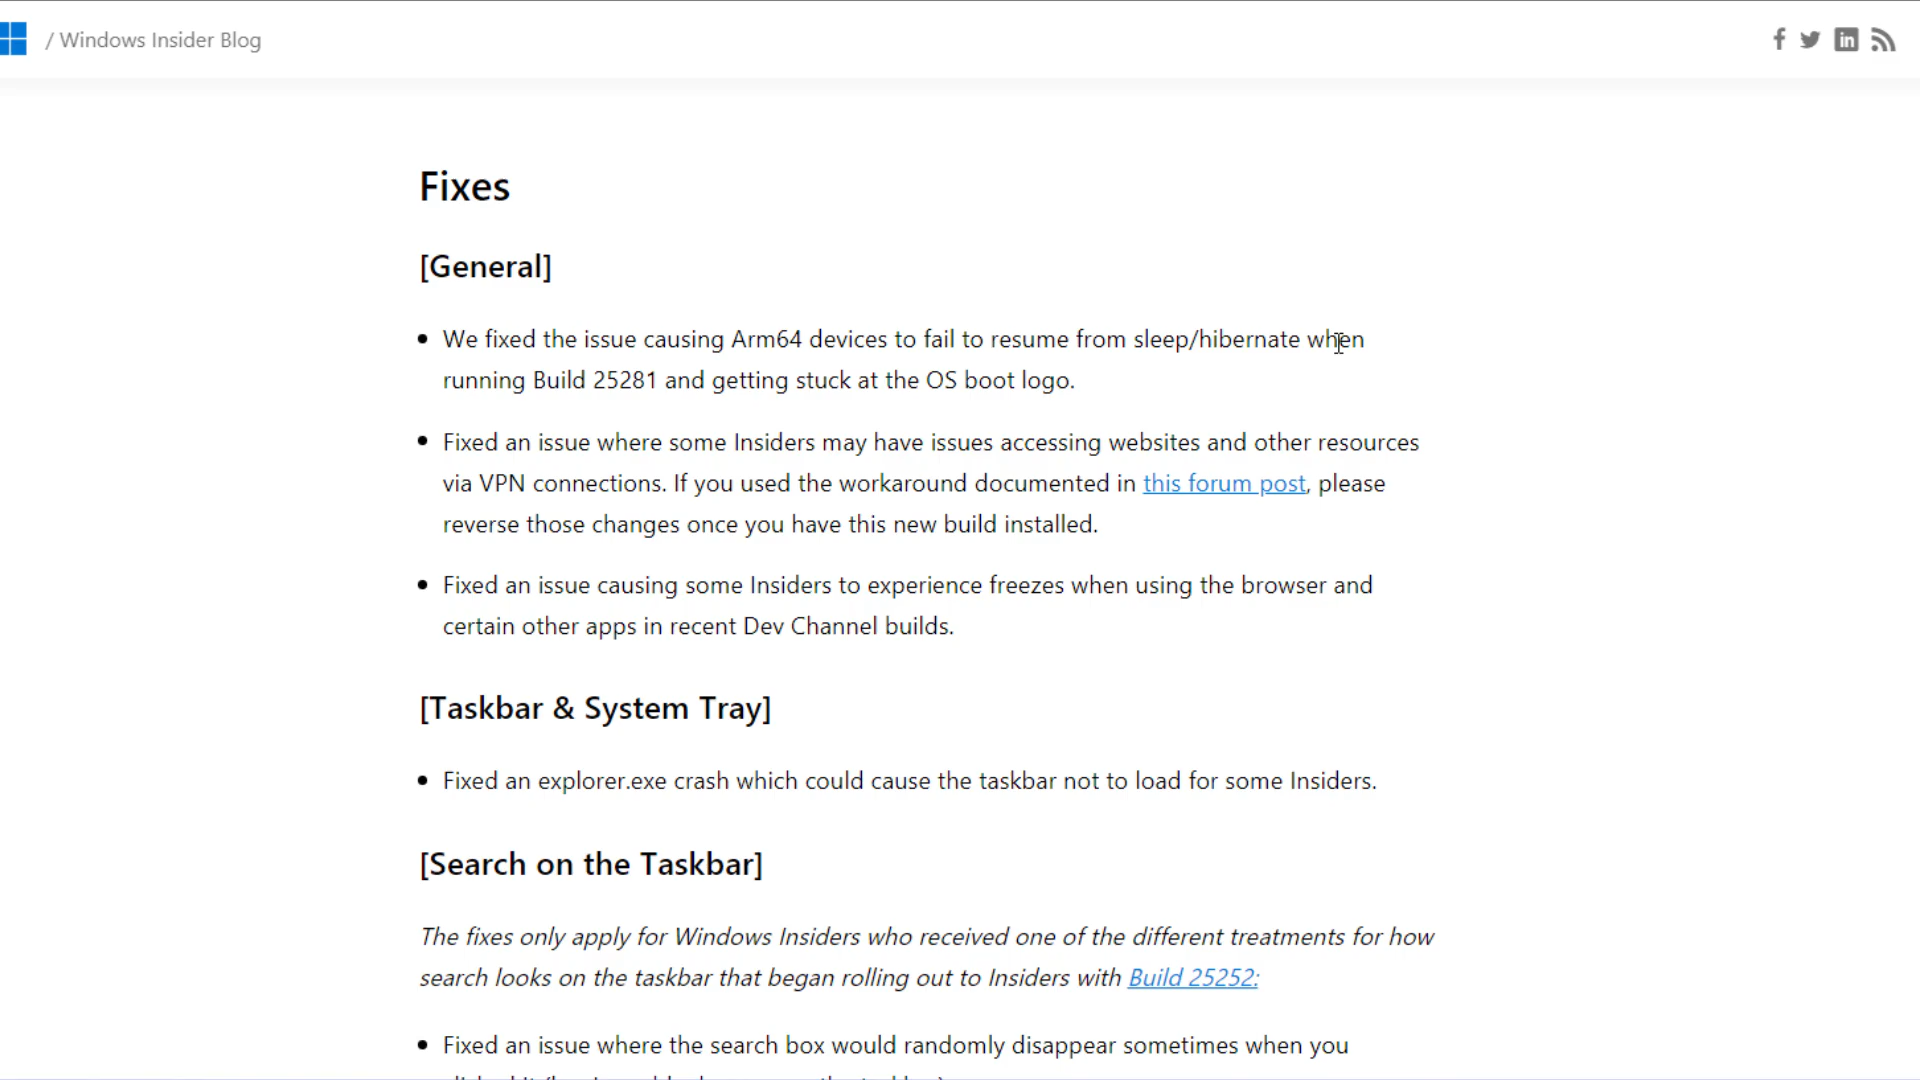 / Windows Insider Blog
Fixes
[General]
We fixed the issue causing Arm64 devices to fail to resume from sleep/hibernate when
running Build 25281 and getting stuck at the OS boot logo.
Fixed an issue where some Insiders may have issues accessing websites and other resources
via VPN connections. If you used the workaround documented in this forum post, please
reverse those changes once you have this new build installed.
Fixed an issue causing some Insiders to experience freezes when using the browser and
certain other apps in recent Dev Channel builds.
[Taskbar & System Tray]
Fixed an explorer.exe crash which could cause the taskbar not to load for some Insiders.
[Search on the Taskbar]
The fixes only apply for Windows Insiders who received one of the different treatments for how
search looks on the taskbar that began rolling out to Insiders with Build 25252:
Fixed an issue where the search box would randomly disappear sometimes when you